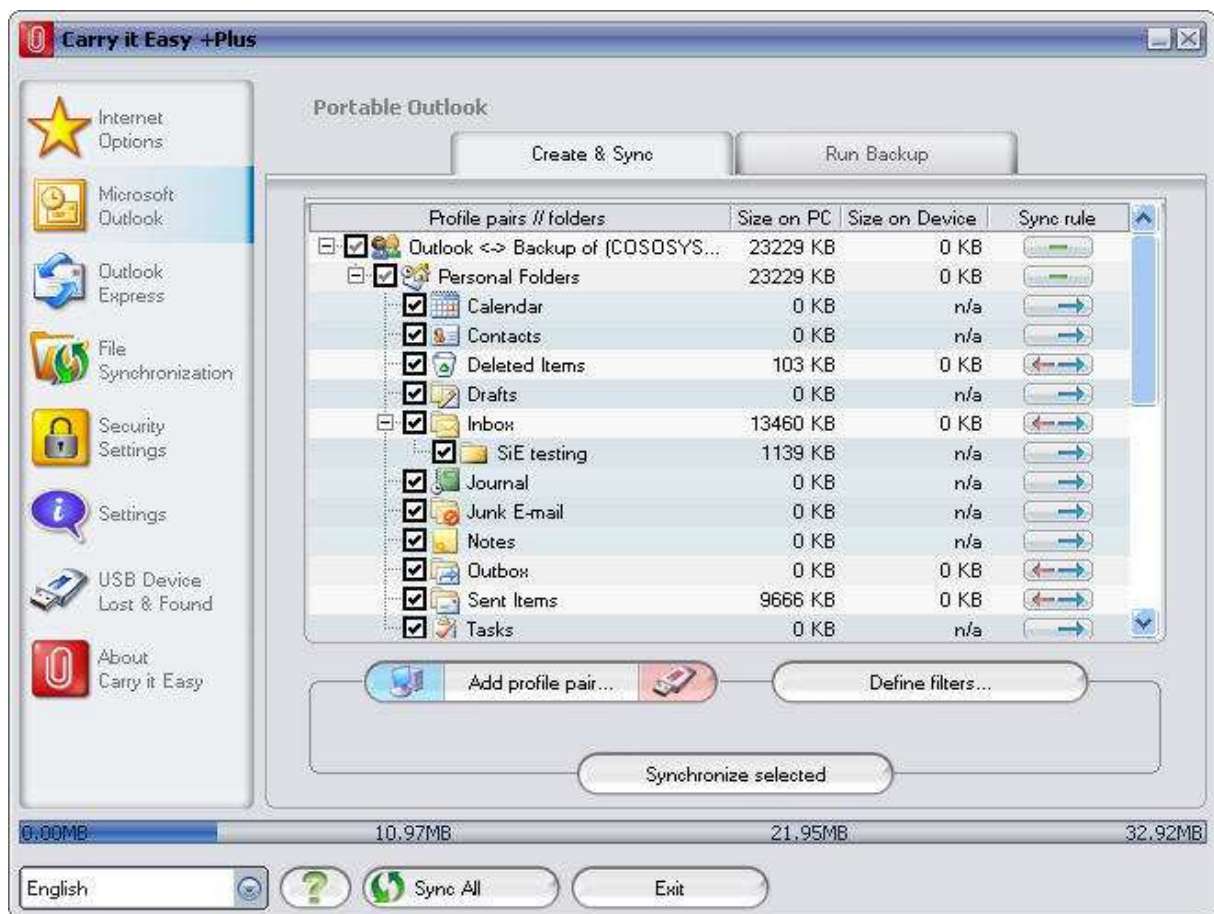 Carry it Easy +Plus
Internet
Options
Microsoft
Outlook
Outlook
Express
File
Synchronization
Security
Settings
Settings
USB Device
Lost & Found
About
Carry it Easy
Portable Outlook
Create & Sync Run Backup
Profile pairs // folders Size on PC Size on Device Sync rule
Outlook <-> Backup of (COSOSYS... 23229 KB 0 KB
Personal Folders 23229 KB 0 KB
Calendar 0 KB n/a
Contacts 0 KB n/a
Deleted Items 103 KB 0 KB
Drafts 0 KB n/a
Inbox 13460 KB 0 KB
SiE testing 1139 KB n/a
Journal 0 KB n/a
Junk E-mail 0 KB n/a
Notes 0 KB n/a
Outbox 0 KB 0 KB
Sent Items 9666 KB 0 KB
Tasks 0 KB n/a
Add profile pair... Define filters...
Synchronize selected
0.00MB 10.97MB 21.95MB 32.92MB
English ? Sync All Exit